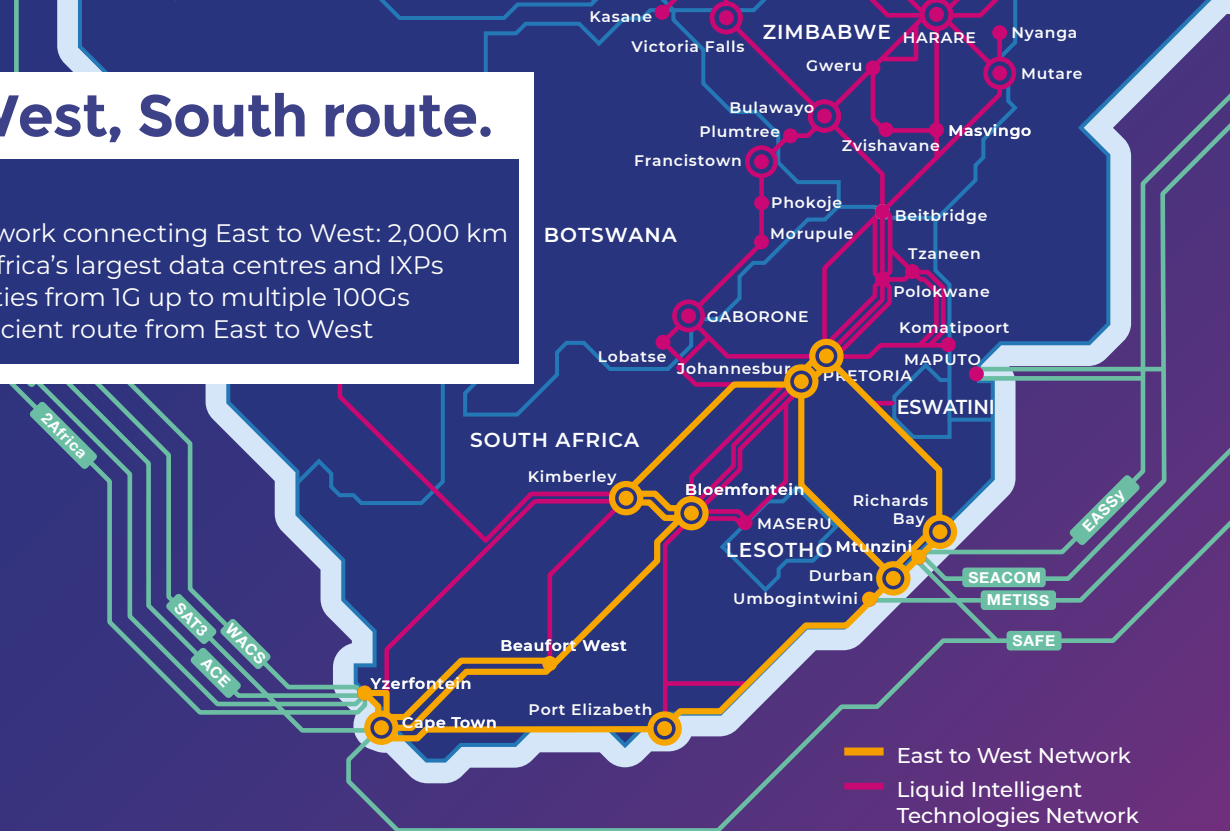 Kasane
Victoria Falls
ZIMBABWE
HARARE
Nyanga
Gweru
Mutare
West, South route.
Bulawayo
Plumtree
Masvingo
Zvishavane
Francistown
Phokoje
Beitbridge
work connecting East to West: 2,000 km
BOTSWANA
Morupule
Tzaneen
frica's largest data centres and IXPs
ties from 1G up to multiple 100Gs
Polokwane
cient route from East to West
GABORONE
Komatipoort
Lobatse
MAPUTO
Johannesbur
PRETORIA
ESWATINI
2Africa
SOUTH AFRICA
Kimberley
Bloemfontein
Richards
Bay
EASSy
MASERU
LESOTHO
Mtunzini
Durban
SEACOM
Umbogintwini
METISS
SAT3
WACS
SAFE
ACE
Beaufort West
Yzerfontein
Port Elizabeth
Cape Town
East to West Network
Liquid Intelligent
Technologies Network